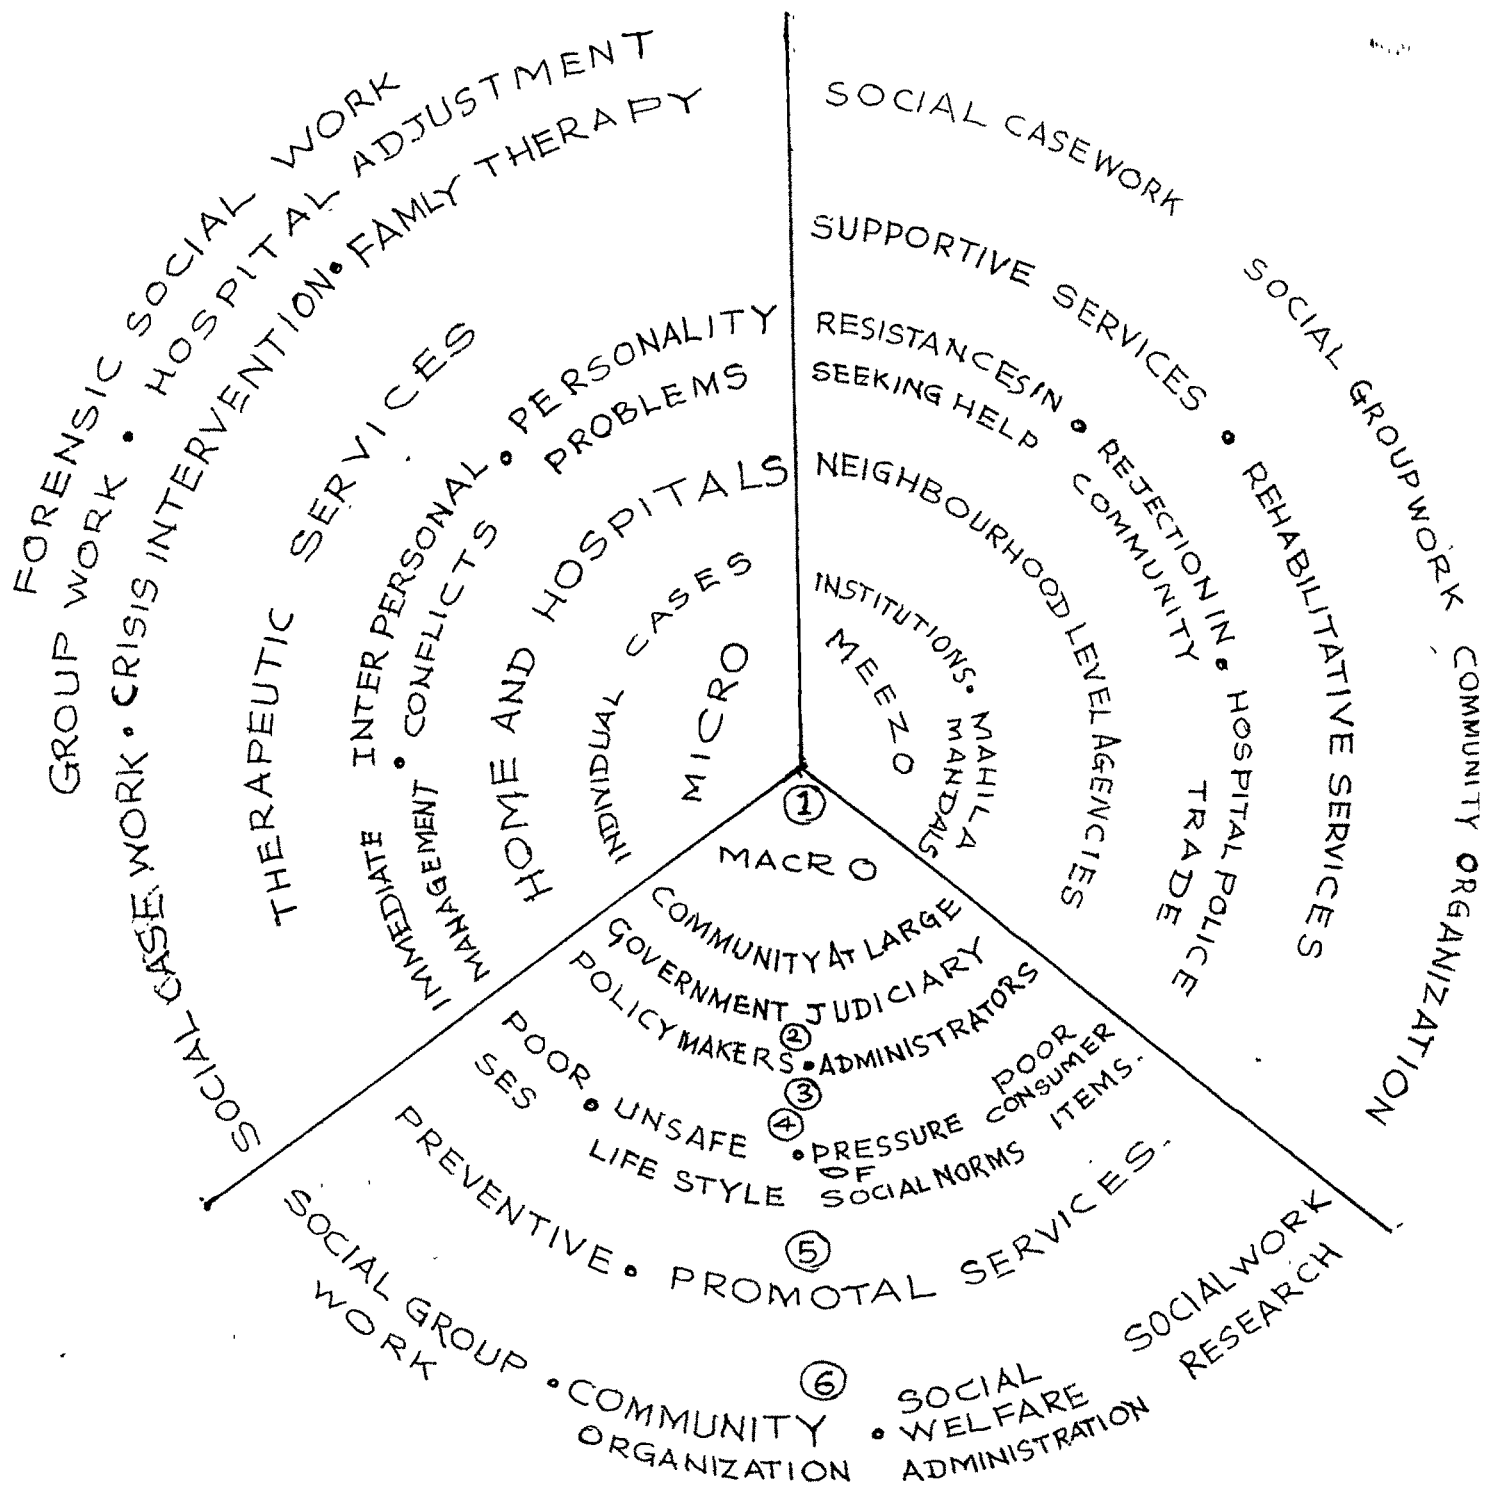 FORENSIC SOCIAL WORK
GROUP WORK • HOSPITAL ADJUSTMENT
SOCIAL CASE WORK • CRISIS INTERVENTION • FAMLY THERAPY
THERAPEUTIC SERVICES
IMMEDIATE INTER PERSONAL • PERSONALITY
MANAGEMENT • CONFLICTS PROBLEMS
HOME AND HOSPITALS
INDIVIDUAL CASES
MICRO
SOCIAL CASEWORK SOCIAL GROUPWORK COMMUNITY ORGANIZATION
SUPPORTIVE SERVICES • REHABILITATIVE SERVICES
RESISTANCES IN • REJECTION IN • HOSPITAL POLICE
SEEKING HELP COMMUNITY TRADE
NEIGHBOURHOOD LEVEL AGENCIES
INSTITUTIONS • MAHILA
MANDALS
MEEZO
1
MACRO
COMMUNITY AT LARGE
GOVERNMENT JUDICIARY
2
POLICY MAKERS • ADMINISTRATORS
3
4
POOR • UNSAFE • PRESSURE POOR CONSUMER
SES LIFE STYLE OF SOCIAL NORMS ITEMS.
5
PREVENTIVE • PROMOTAL SERVICES.
6
SOCIAL GROUP • COMMUNITY • SOCIAL WELFARE SOCIAL WORK
WORK ORGANIZATION ADMINISTRATION RESEARCH